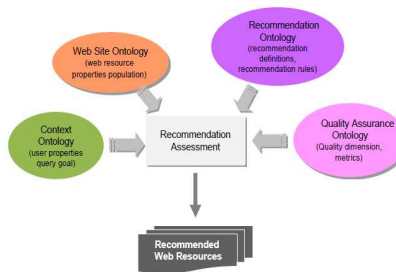 Web Site Ontology
(web resource
properties population)
Recommendation
Ontology
(recommendation
definitions,
recommendation rules)
Context
Ontology
(user properties
query goal)
Recommendation
Assessment
Quality Assurance
Ontology
(Quality dimension,
metrics)
Recommended
Web Resources